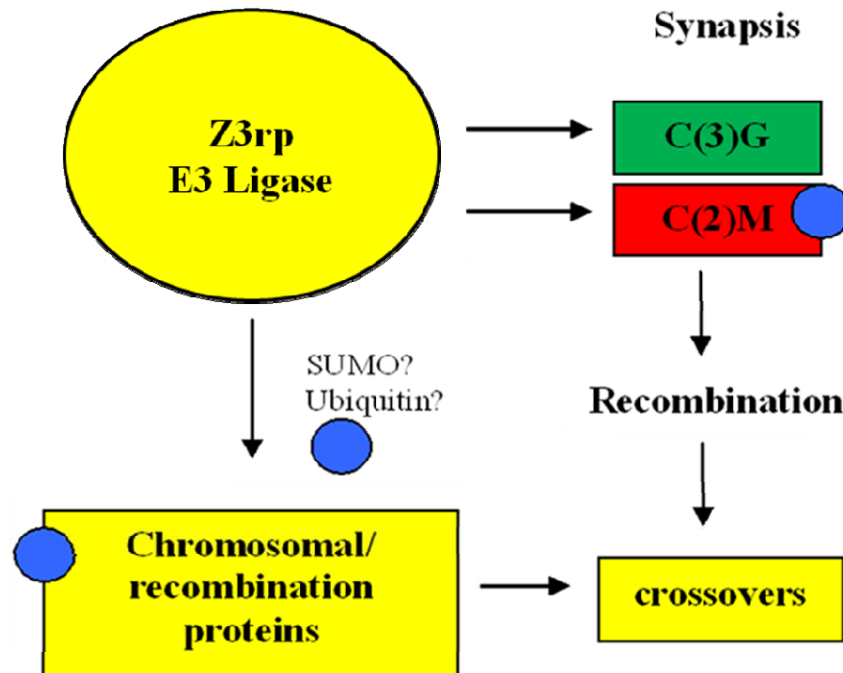 Synapsis
Z3rp
E3 Ligase
C(3)G
C(2)M
SUMO?
Ubiquitin?
Recombination
Chromosomal/
recombination
proteins
crossovers